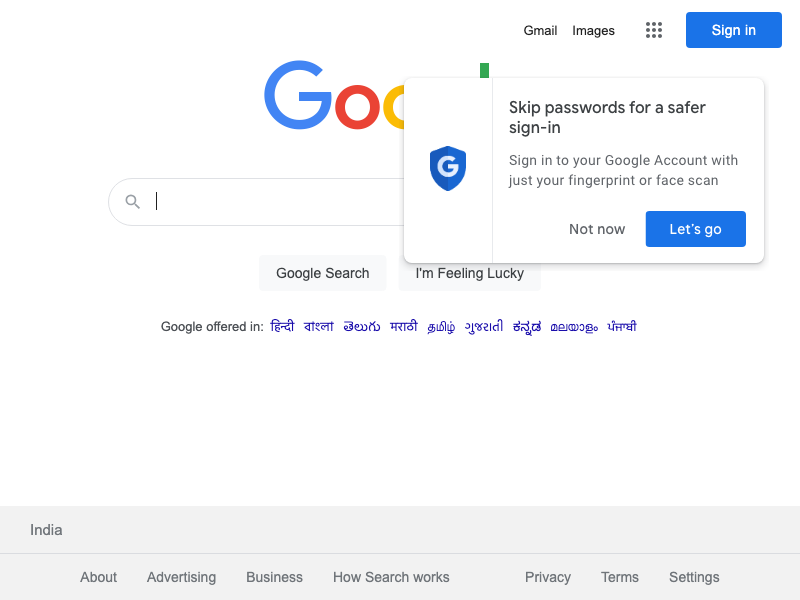 Gmail Images Sign in
Skip passwords for a safer
sign-in
Sign in to your Google Account with
just your fingerprint or face scan
Not now Let's go
Google Search I'm Feeling Lucky
Google offered in: हिन्दी বাংলা తెలుగు मराठी தமிழ் ગુજરાતી ಕನ್ನಡ മലയാളം ਪੰਜਾਬੀ
India
About Advertising Business How Search works Privacy Terms Settings